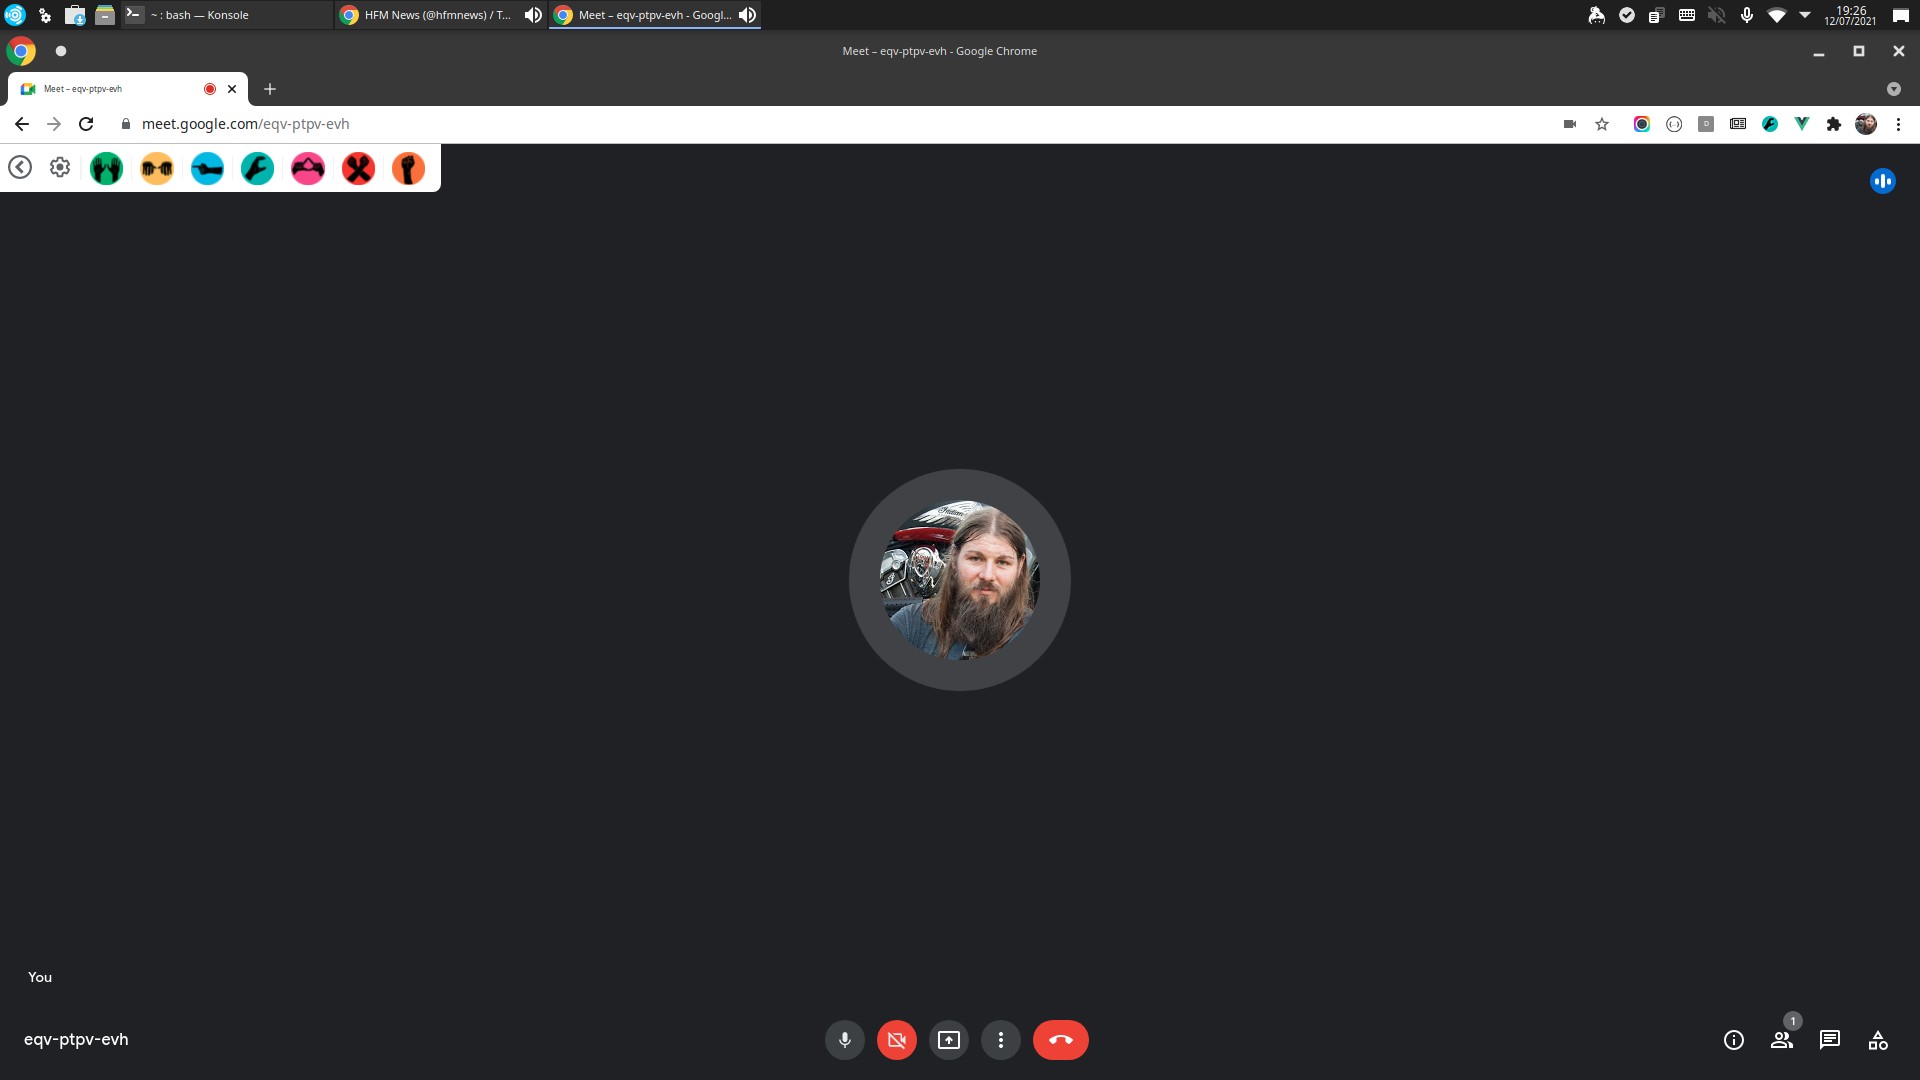 ~ : bash — Konsole
HFM News (@hfmnews) / T...
Meet – eqv-ptpv-evh - Googl...
19:26
12/07/2021
Meet – eqv-ptpv-evh - Google Chrome
Meet – eqv-ptpv-evh
meet.google.com/eqv-ptpv-evh
You
eqv-ptpv-evh
1